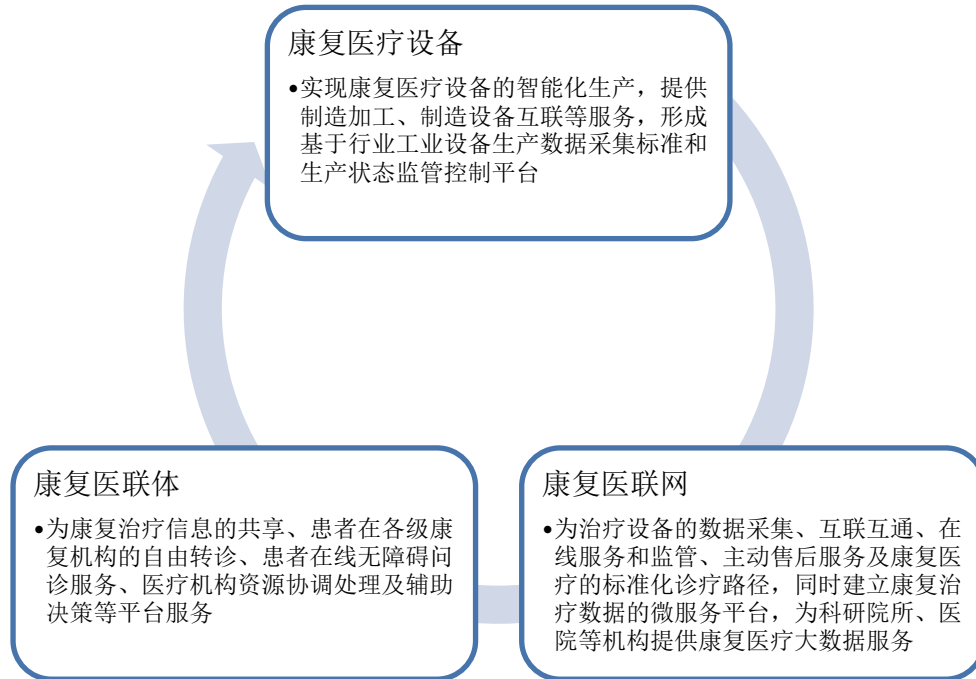 康复医疗设备
•实现康复医疗设备的智能化生产，提供
制造加工、制造设备互联等服务，形成
基于行业工业设备生产数据采集标准和
生产状态监管控制平台
康复医联体
•为康复治疗信息的共享、患者在各级康
复机构的自由转诊、患者在线无障碍问
诊服务、医疗机构资源协调处理及辅助
决策等平台服务
康复医联网
•为治疗设备的数据采集、互联互通、在
线服务和监管、主动售后服务及康复医
疗的标准化诊疗路径，同时建立康复治
疗数据的微服务平台，为科研院所、医
院等机构提供康复医疗大数据服务